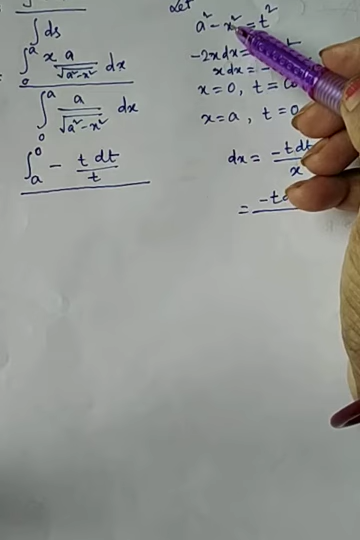 ∫ds
= ∫₀ᵃ x a/√(a²-x²) dx
∫₀ᵃ a/√(a²-x²) dx
∫ₐ⁰ - t dt/t
Let
a² - x² = t²
-2x dx =
x dx = -
x = 0, t =
x = a, t = 0
dx = -t dt/x
=